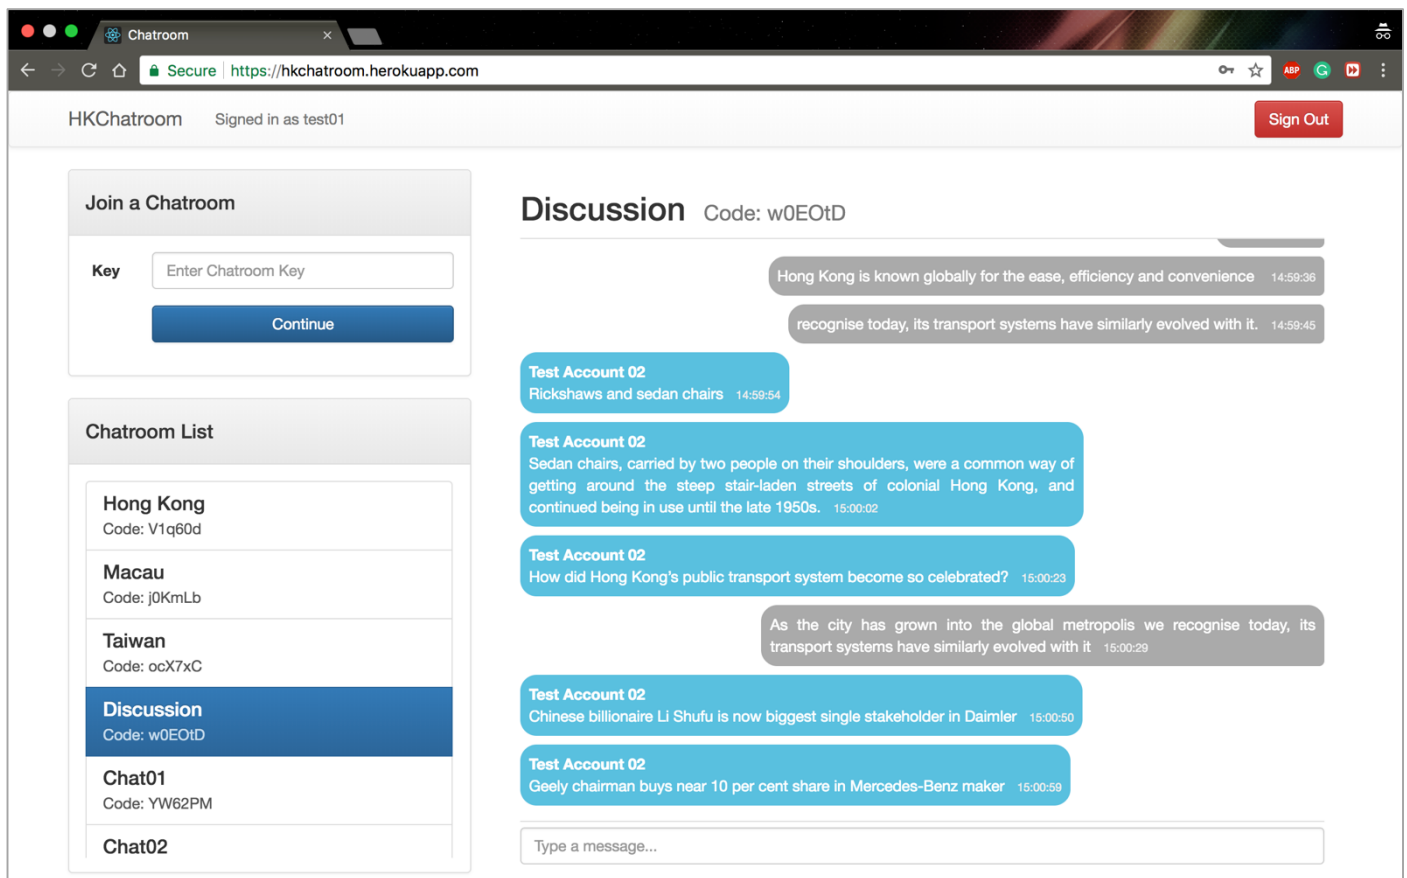 Chatroom
Secure https://hkchatroom.herokuapp.com
ABP
G
HKChatroom Signed in as test01 Sign Out
Join a Chatroom
Key Enter Chatroom Key
Continue
Chatroom List
Hong Kong
Code: V1q60d
Macau
Code: j0KmLb
Taiwan
Code: ocX7xC
Discussion
Code: w0EOtD
Chat01
Code: YW62PM
Chat02
Discussion Code: w0EOtD
Hong Kong is known globally for the ease, efficiency and convenience 14:59:36
recognise today, its transport systems have similarly evolved with it. 14:59:45
Test Account 02
Rickshaws and sedan chairs 14:59:54
Test Account 02
Sedan chairs, carried by two people on their shoulders, were a common way of
getting around the steep stair-laden streets of colonial Hong Kong, and
continued being in use until the late 1950s. 15:00:02
Test Account 02
How did Hong Kong’s public transport system become so celebrated? 15:00:23
As the city has grown into the global metropolis we recognise today, its
transport systems have similarly evolved with it 15:00:29
Test Account 02
Chinese billionaire Li Shufu is now biggest single stakeholder in Daimler 15:00:50
Test Account 02
Geely chairman buys near 10 per cent share in Mercedes-Benz maker 15:00:59
Type a message...